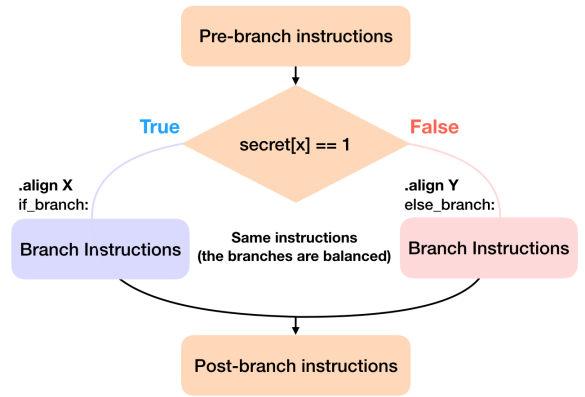 Pre-branch instructions
True
False
secret[x] == 1
.align X
if_branch:
.align Y
else_branch:
Branch Instructions
Same instructions
(the branches are balanced)
Branch Instructions
Post-branch instructions